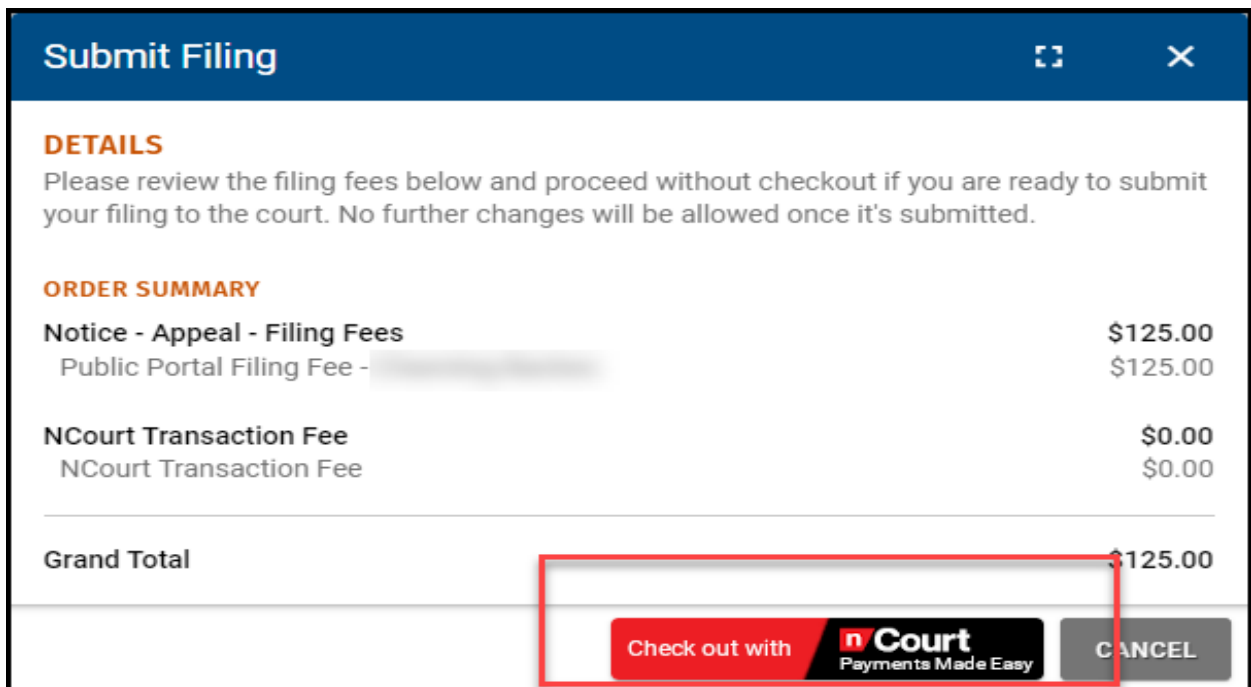 Submit Filing
DETAILS
Please review the filing fees below and proceed without checkout if you are ready to submit
your filing to the court. No further changes will be allowed once it's submitted.
ORDER SUMMARY
Notice - Appeal - Filing Fees $125.00
Public Portal Filing Fee - $125.00
NCourt Transaction Fee $0.00
NCourt Transaction Fee $0.00
Grand Total $125.00
Check out with nCourt
Payments Made Easy
CANCEL